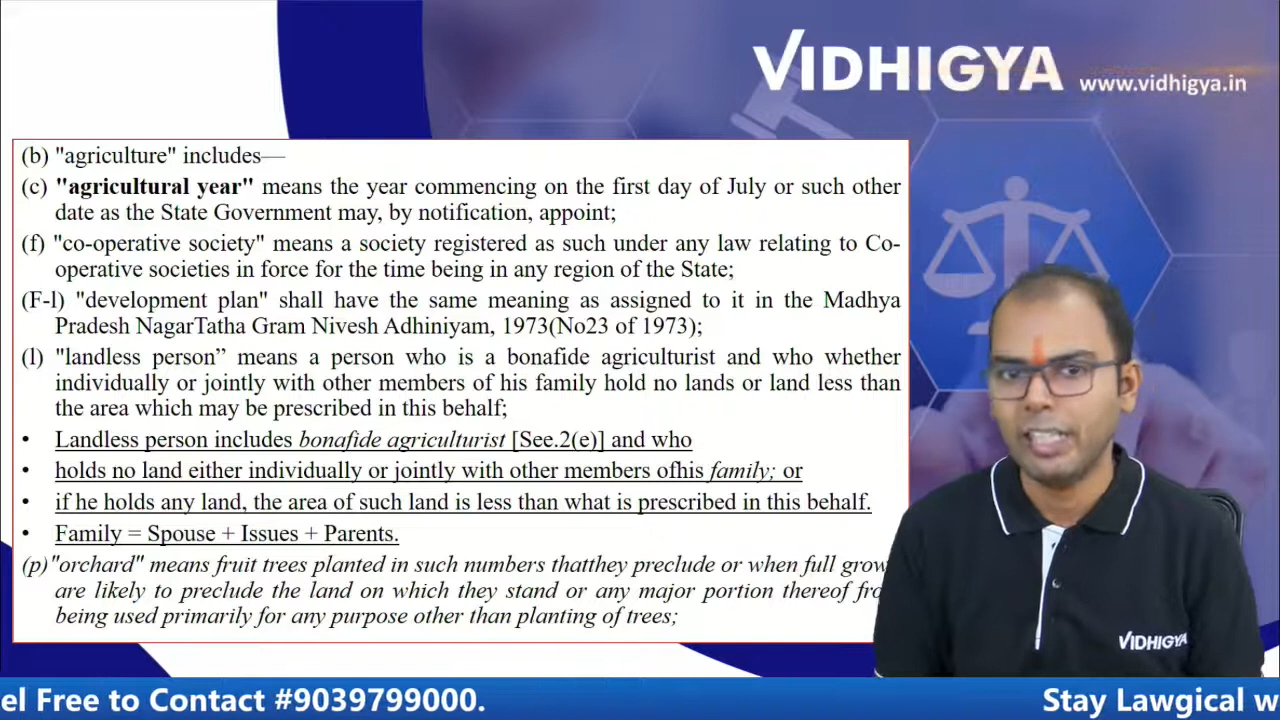 VIDHIGYA
www.vidhigya.in
(b) "agriculture" includes—
(c) "agricultural year" means the year commencing on the first day of July or such other
date as the State Government may, by notification, appoint;
(f) "co-operative society" means a society registered as such under any law relating to Co-
operative societies in force for the time being in any region of the State;
(F-l) "development plan" shall have the same meaning as assigned to it in the Madhya
Pradesh NagarTatha Gram Nivesh Adhiniyam, 1973(No23 of 1973);
(l) "landless person” means a person who is a bonafide agriculturist and who whether
individually or jointly with other members of his family hold no lands or land less than
the area which may be prescribed in this behalf;
• Landless person includes bonafide agriculturist [See.2(e)] and who
• holds no land either individually or jointly with other members ofhis family; or
• if he holds any land, the area of such land is less than what is prescribed in this behalf.
• Family = Spouse + Issues + Parents.
(p) "orchard" means fruit trees planted in such numbers thatthey preclude or when full grow
are likely to preclude the land on which they stand or any major portion thereof fro
being used primarily for any purpose other than planting of trees;
VIDHIGYA
el Free to Contact #9039799000.
Stay Lawgical w